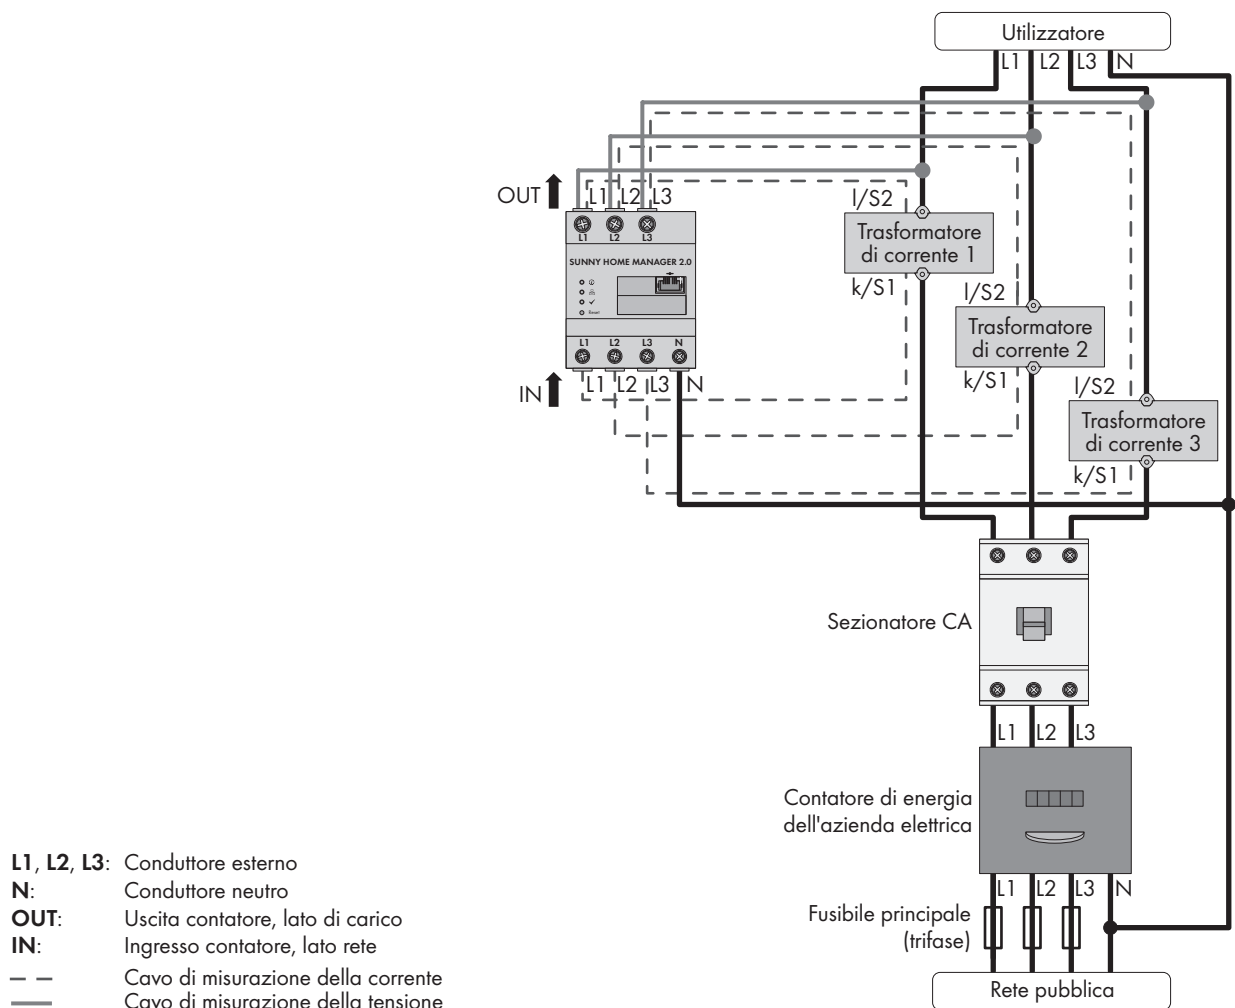 Utilizzatore
L1 L2 L3 N
OUT L1 L2 L3
L1 L2 L3
SUNNY HOME MANAGER 2.0
Reset
L1 L2 L3 N
IN L1 L2 L3 N
l/S2
Trasformatore
di corrente 1
k/S1
l/S2
Trasformatore
di corrente 2
k/S1
l/S2
Trasformatore
di corrente 3
k/S1
Sezionatore CA
L1 L2 L3
Contatore di energia
dell'azienda elettrica
L1 L2 L3 N
Fusibile principale
(trifase)
Rete pubblica
L1, L2, L3: Conduttore esterno
N: Conduttore neutro
OUT: Uscita contatore, lato di carico
IN: Ingresso contatore, lato rete
Cavo di misurazione della corrente
Cavo di misurazione della tensione